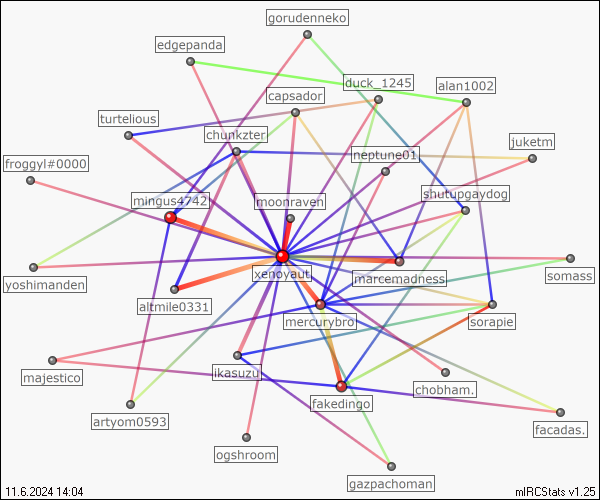 gorudenneko
edgepanda
duck_1245
alan1002
capsador
turtelious
chunkzter
juketm
neptune01
froggyl#0000
mingus4742
moonraven
shutupgaydog
xenoyaut.
marcemadness
somass
yoshimanden
altmile0331
mercurybro
sorapie
majestico
ikasuzu
chobham.
fakedingo
artyom0593
facadas.
ogshroom
gazpachoman
11.6.2024 14:04
mIRCStats v1.25